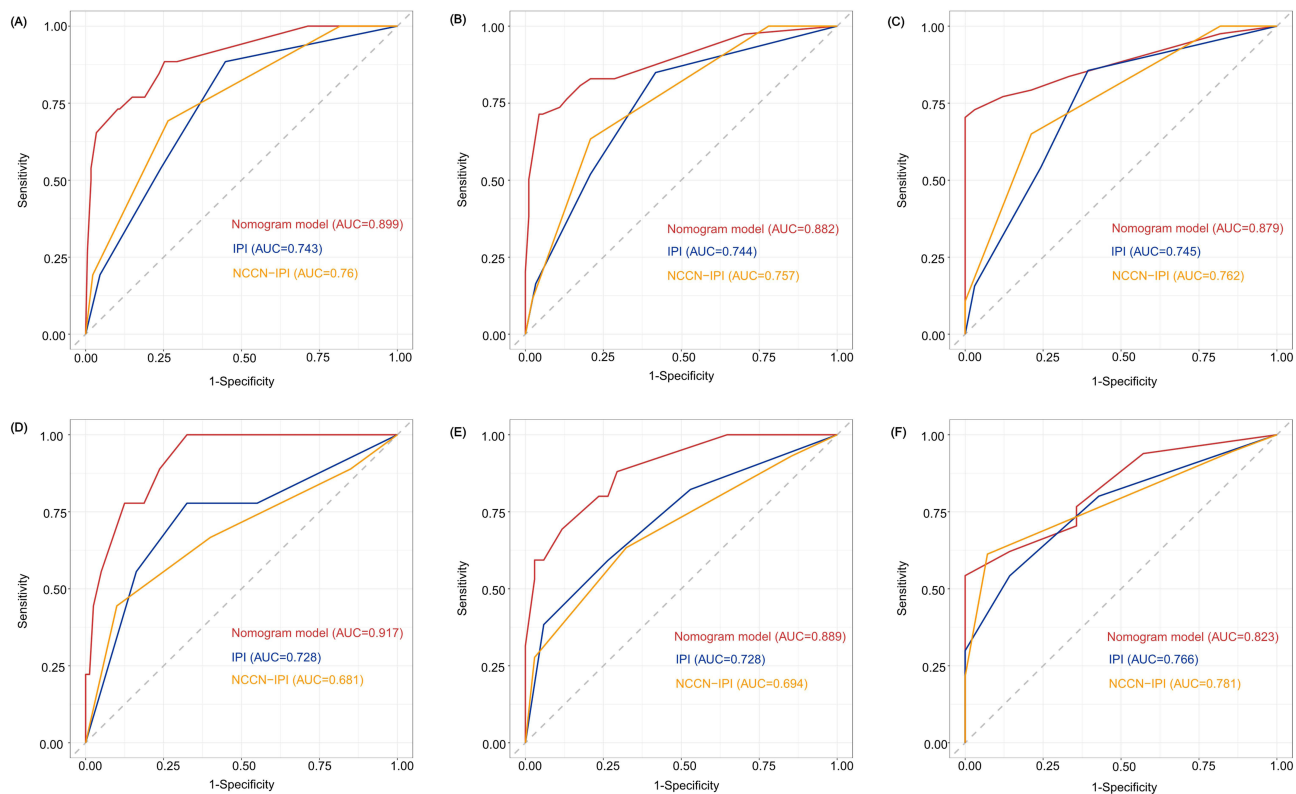 (A)
1.00
0.75
0.50
0.25
0.00
Sensitivity
Nomogram model (AUC=0.899)
IPI (AUC=0.743)
NCCN−IPI (AUC=0.76)
0.00 0.25 0.50 0.75 1.00
1-Specificity
(B)
1.00
0.75
0.50
0.25
0.00
Sensitivity
Nomogram model (AUC=0.882)
IPI (AUC=0.744)
NCCN−IPI (AUC=0.757)
0.00 0.25 0.50 0.75 1.00
1-Specificity
(C)
1.00
0.75
0.50
0.25
0.00
Sensitivity
Nomogram model (AUC=0.879)
IPI (AUC=0.745)
NCCN−IPI (AUC=0.762)
0.00 0.25 0.50 0.75 1.00
1-Specificity
(D)
1.00
0.75
0.50
0.25
0.00
Sensitivity
Nomogram model (AUC=0.917)
IPI (AUC=0.728)
NCCN−IPI (AUC=0.681)
0.00 0.25 0.50 0.75 1.00
1-Specificity
(E)
1.00
0.75
0.50
0.25
0.00
Sensitivity
Nomogram model (AUC=0.889)
IPI (AUC=0.728)
NCCN−IPI (AUC=0.694)
0.00 0.25 0.50 0.75 1.00
1-Specificity
(F)
1.00
0.75
0.50
0.25
0.00
Sensitivity
Nomogram model (AUC=0.823)
IPI (AUC=0.766)
NCCN−IPI (AUC=0.781)
0.00 0.25 0.50 0.75 1.00
1-Specificity